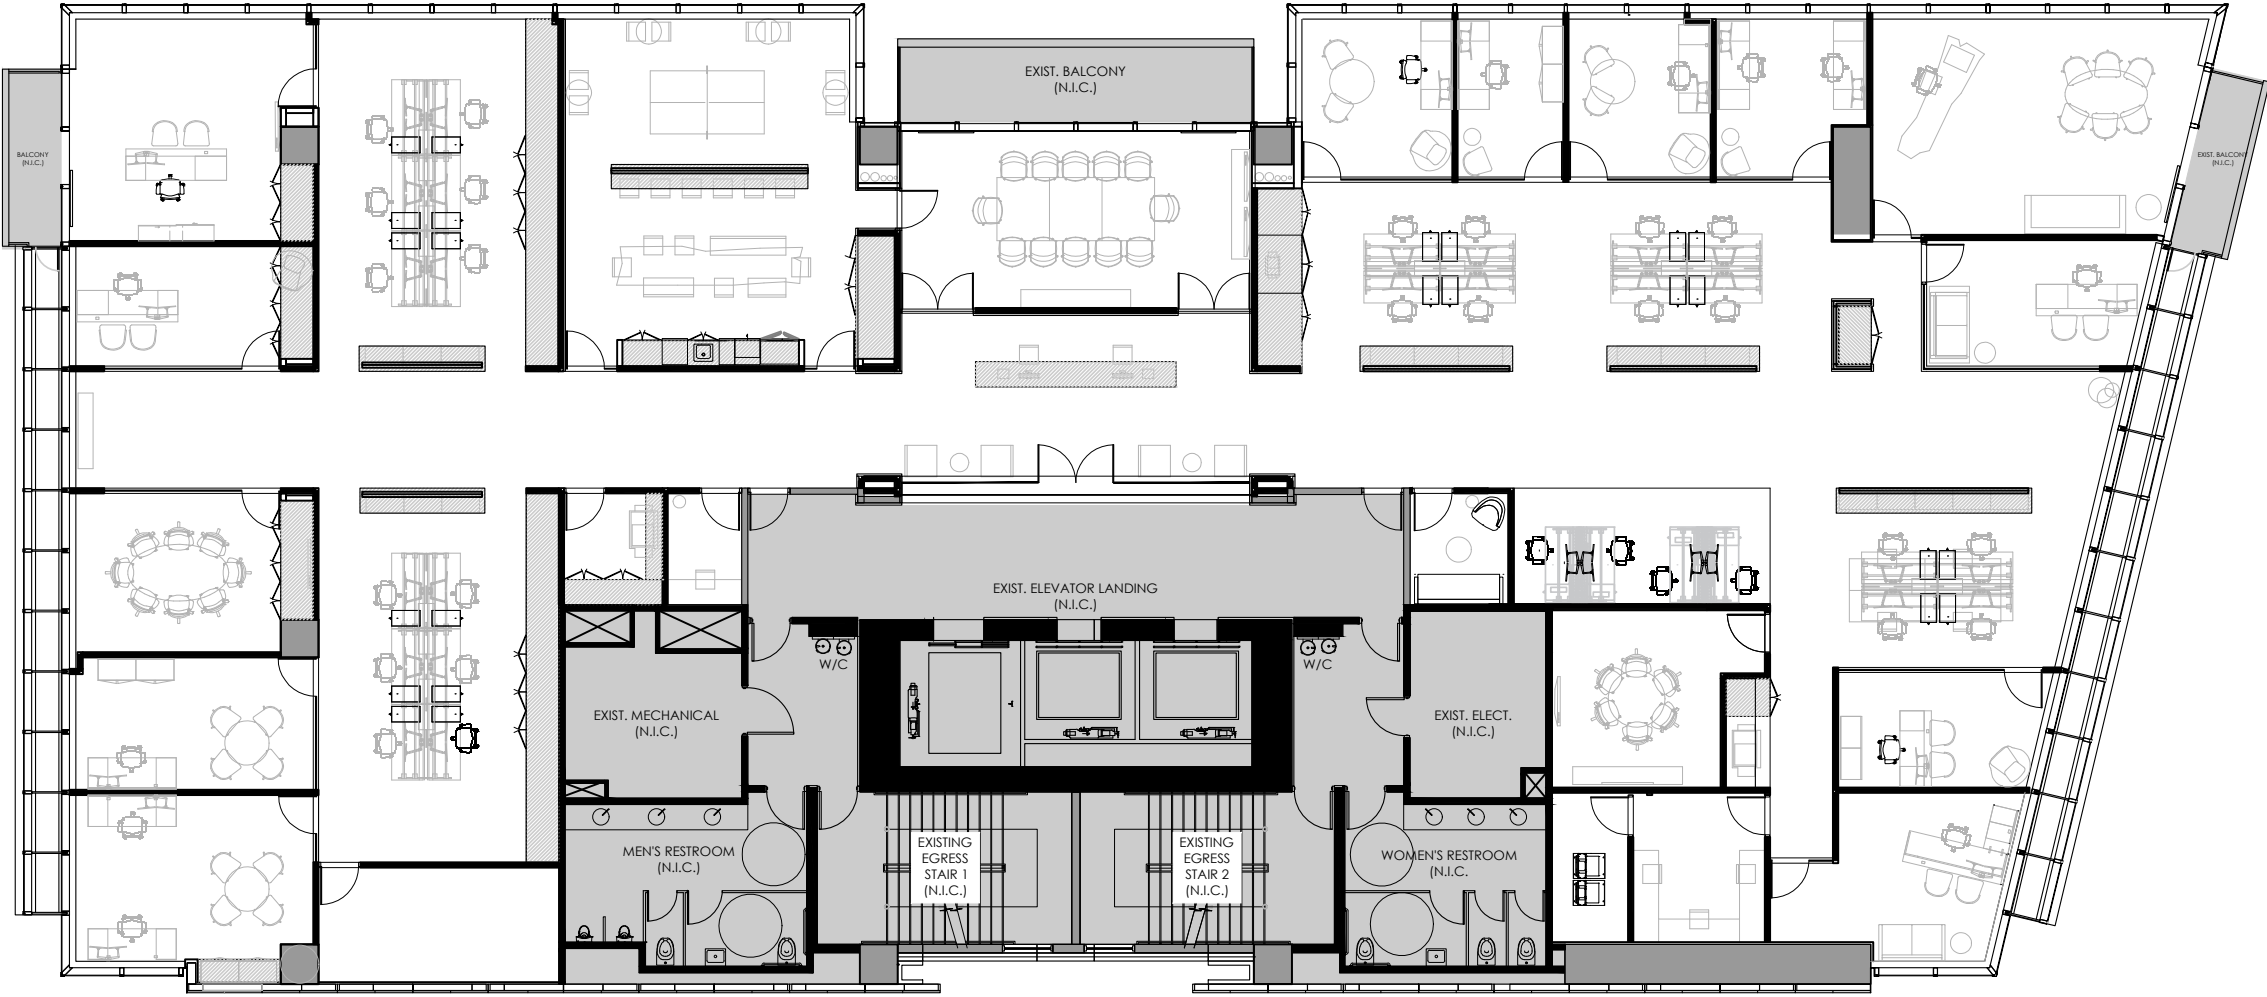 EXIST. BALCONY
(N.I.C.)
BALCONY
(N.I.C.)
EXIST. BALCONY
(N.I.C.)
EXIST. ELEVATOR LANDING
(N.I.C.)
W/C
W/C
EXIST. MECHANICAL
(N.I.C.)
EXIST. ELECT.
(N.I.C.)
MEN'S RESTROOM
(N.I.C.)
EXISTING
EGRESS
STAIR 1
(N.I.C.)
EXISTING
EGRESS
STAIR 2
(N.I.C.)
WOMEN'S RESTROOM
(N.I.C.